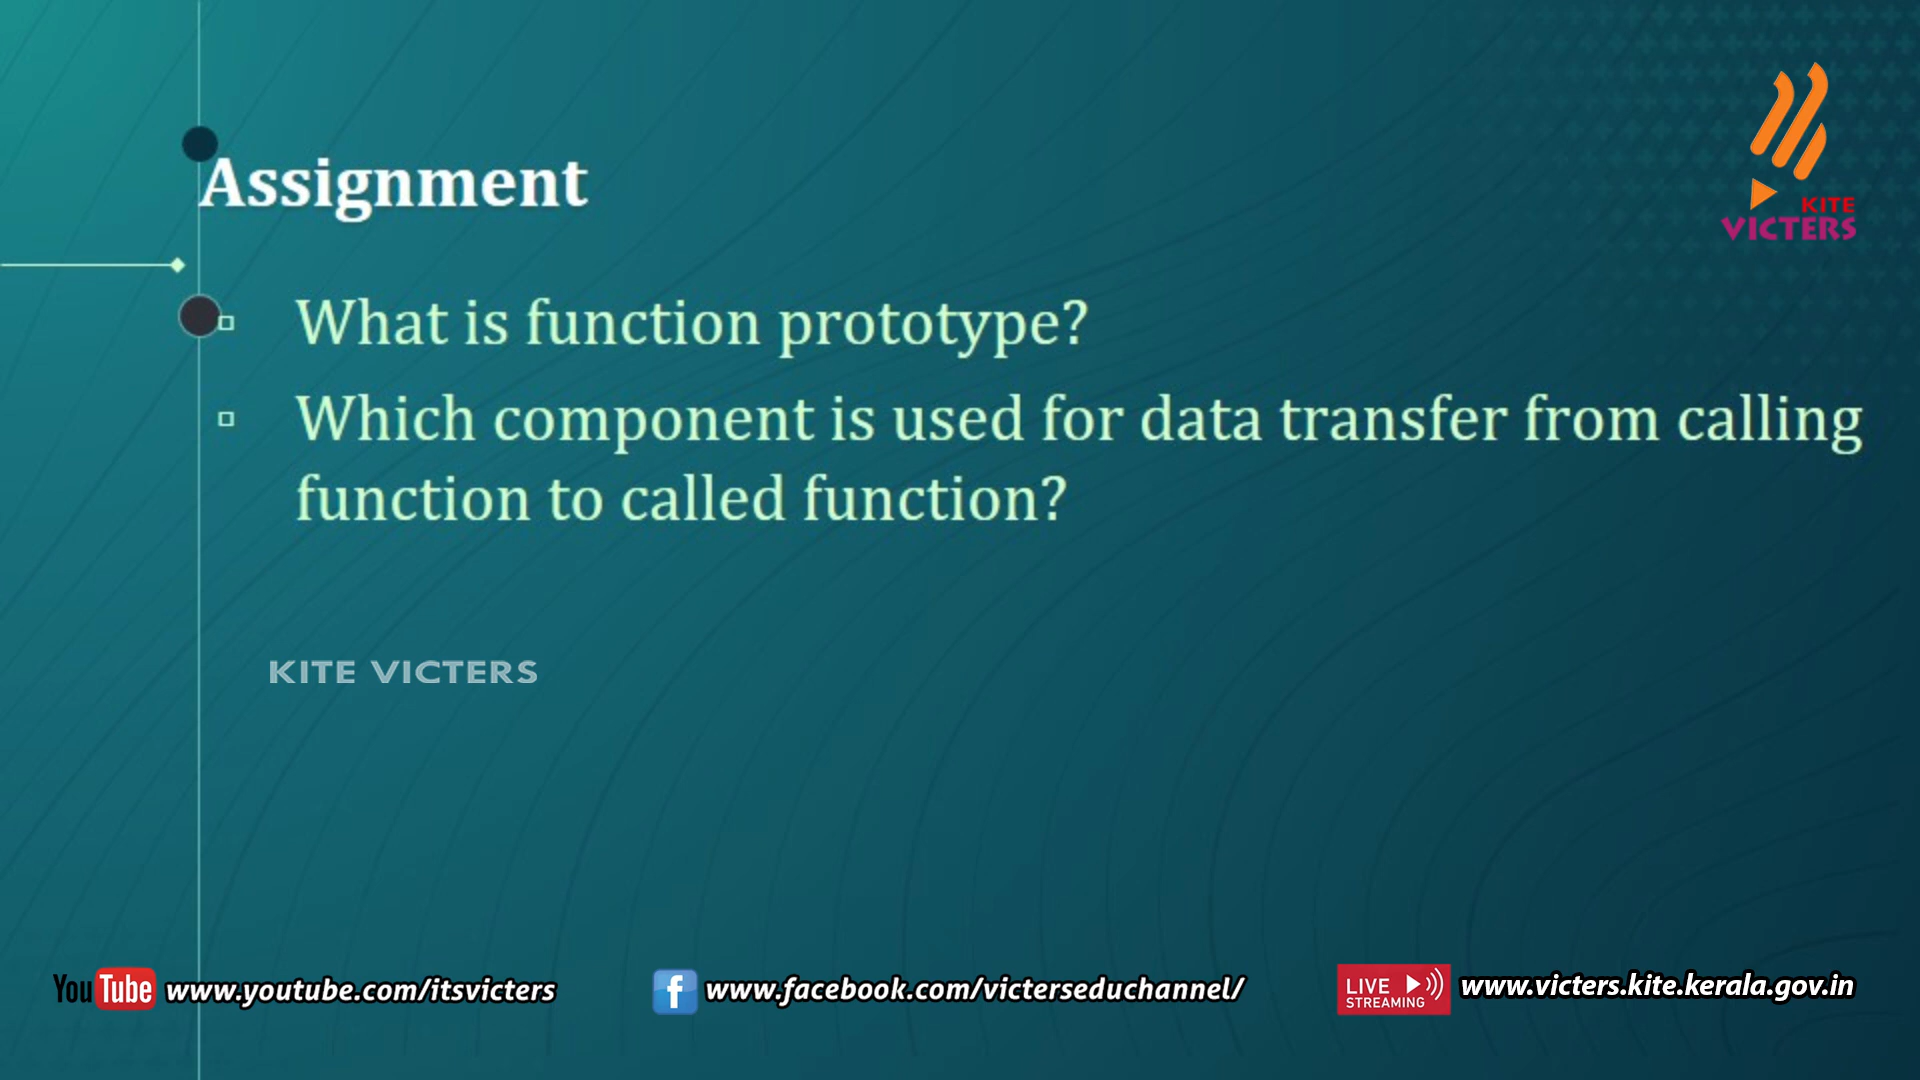 Assignment
KITE
VICTERS
What is function prototype?
Which component is used for data transfer from calling
function to called function?
KITE VICTERS
YouTube www.youtube.com/itsvicters
f www.facebook.com/victerseduchannel/
LIVE STREAMING www.victers.kite.kerala.gov.in